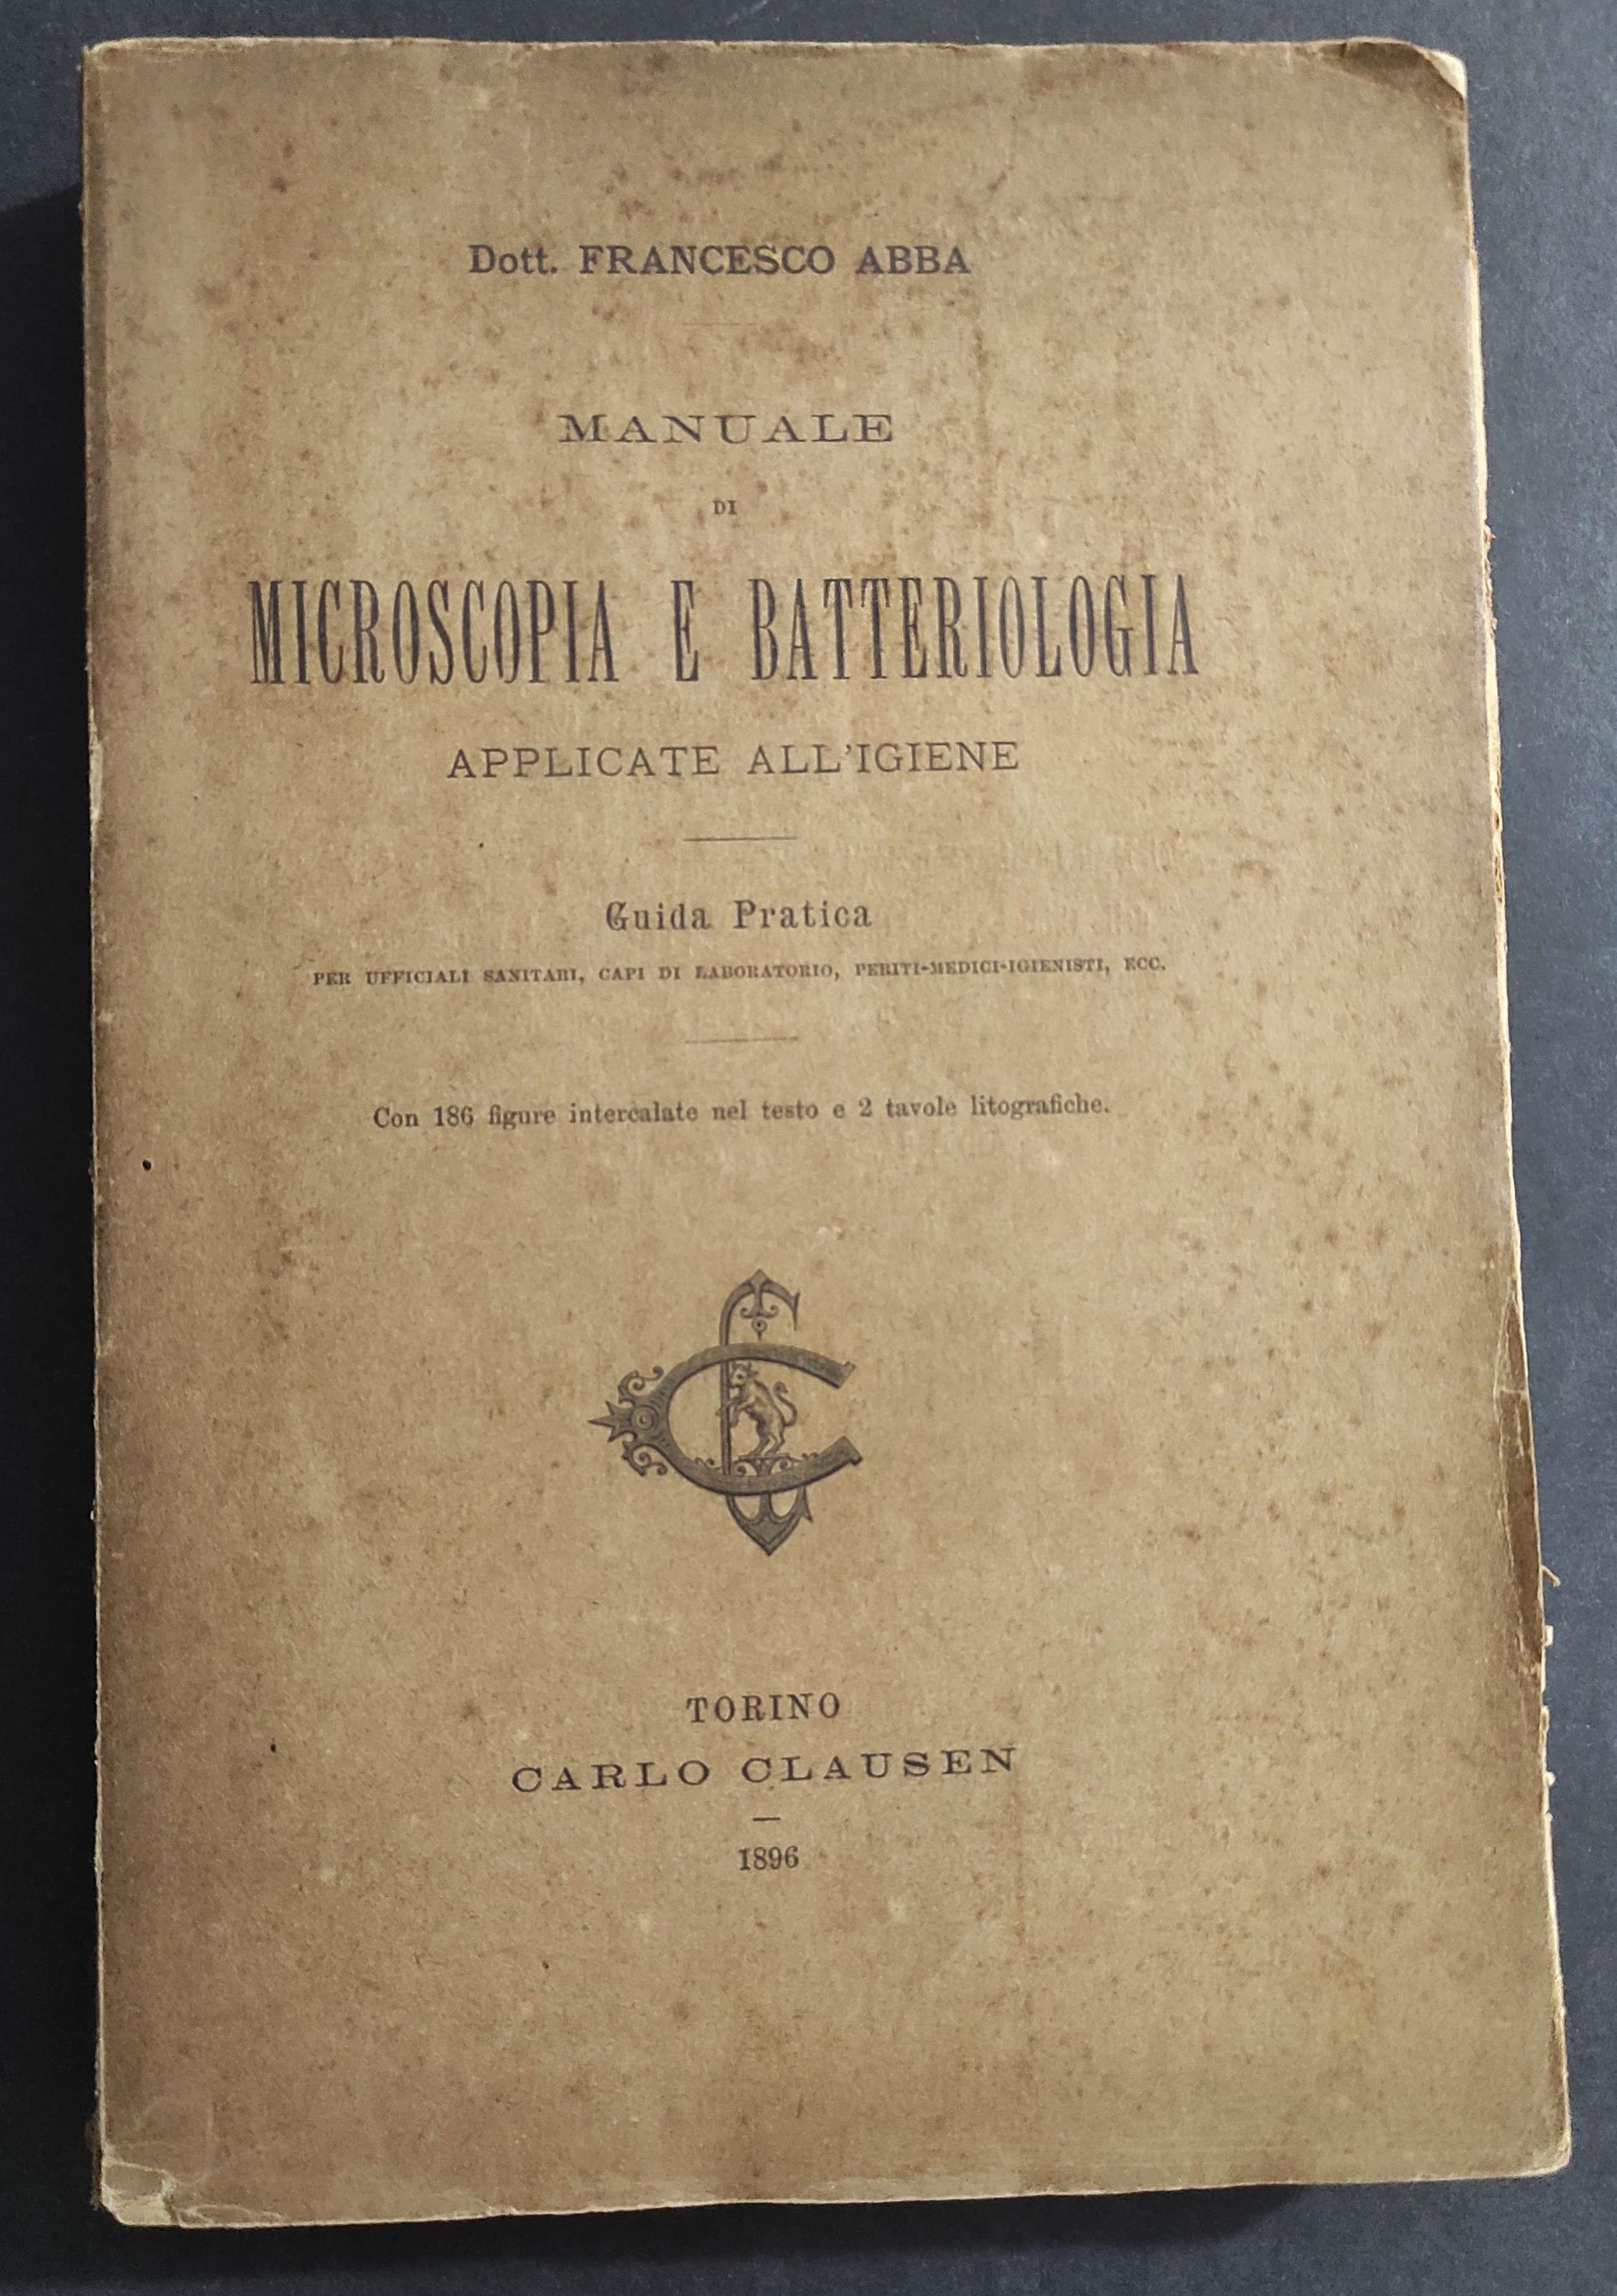 Dott. FRANCESCO ABBA
MANUALE
DI
MICROSCOPIA E BATTERIOLOGIA
APPLICATE ALL'IGIENE
Guida Pratica
PER UFFICIALI SANITARI, CAPI DI LABORATORIO, PERITI-MEDICI-IGIENISTI, ECC.
Con 186 figure intercalate nel testo e 2 tavole litografiche.
TORINO
CARLO CLAUSEN
1896